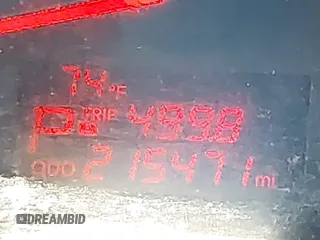 74°F
P TRIP 499.8
ODO 215471 mi
DREAMBID